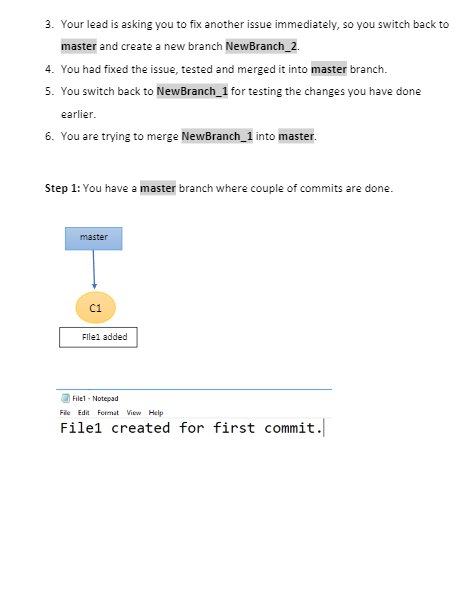 3. Your lead is asking you to fix another issue immediately, so you switch back to
master and create a new branch NewBranch_2.
4. You had fixed the issue, tested and merged it into master branch.
5. You switch back to NewBranch_1 for testing the changes you have done
earlier.
6. You are trying to merge NewBranch_1 into master.
Step 1: You have a master branch where couple of commits are done.
master
C1
File1 added
File1 - Notepad
File Edit Format View Help
File1 created for first commit.